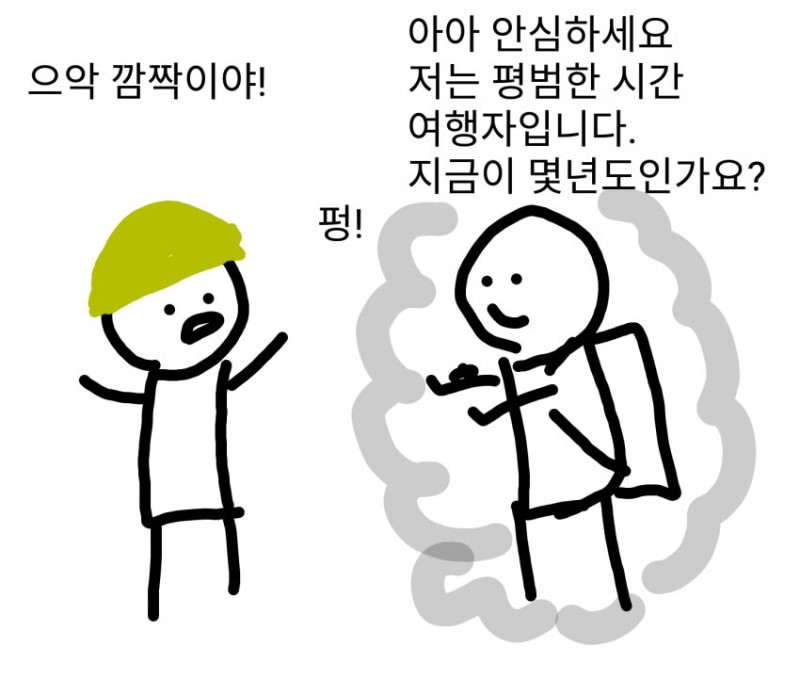 으악 깜짝이야!
아아 안심하세요
저는 평범한 시간
여행자입니다.
지금이 몇년도인가요?
펑!